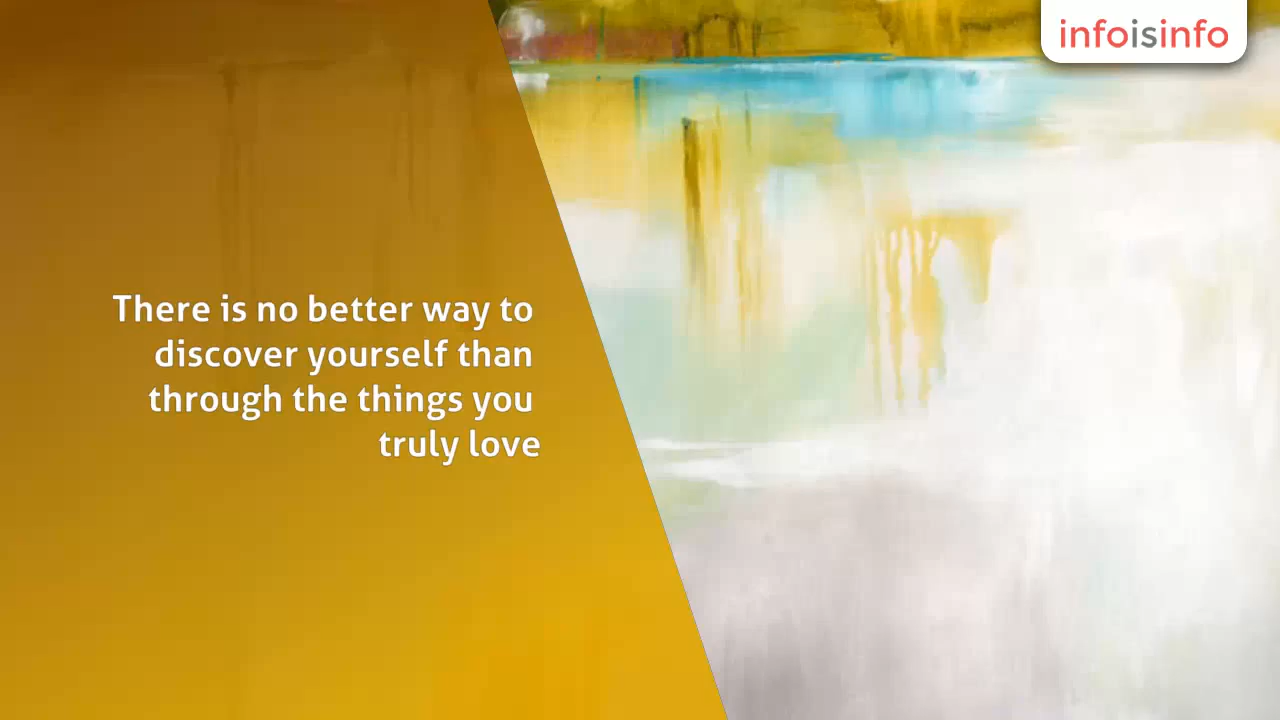 infoisinfo
There is no better way to
discover yourself than
through the things you
truly love